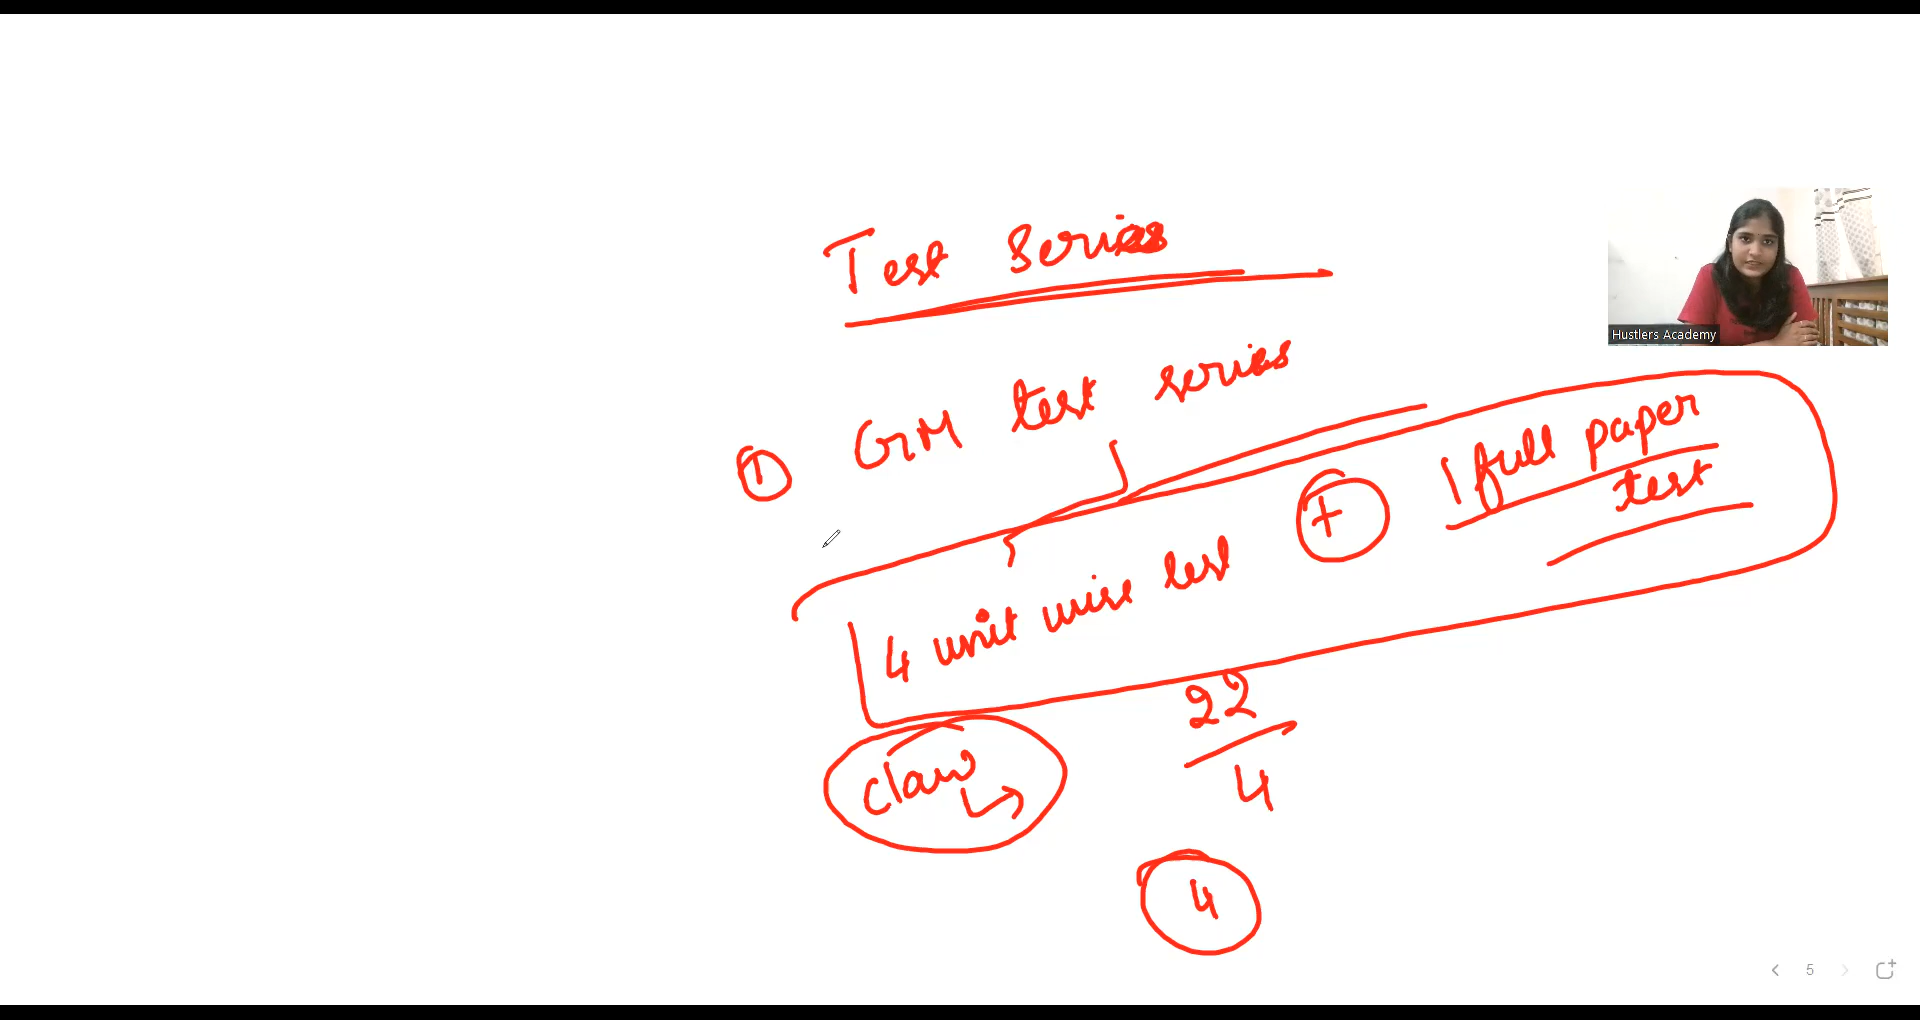 Test Series
Hustlers Academy
1 GM test series
4 unit wise test + 1 full paper
test
claw
22
4
4
5